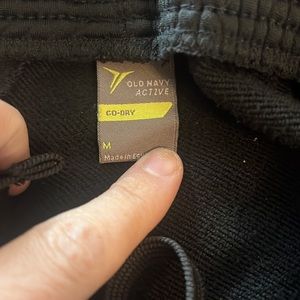 OLD NAVY
ACTIVE
GO-DRY
M
Made in